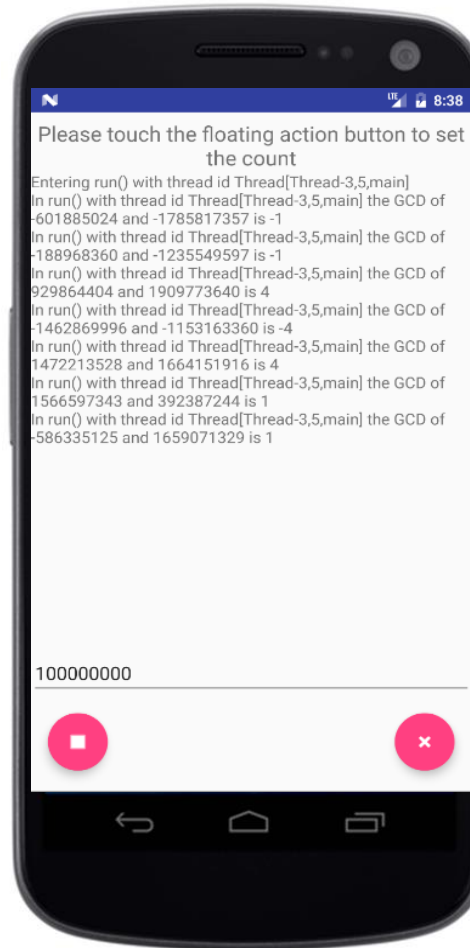 LTE 8:38
Please touch the floating action button to set
the count
Entering run() with thread id Thread[Thread-3,5,main]
In run() with thread id Thread[Thread-3,5,main] the GCD of
-601885024 and -1785817357 is -1
In run() with thread id Thread[Thread-3,5,main] the GCD of
-188968360 and -1235549597 is -1
In run() with thread id Thread[Thread-3,5,main] the GCD of
929864404 and 1909773640 is 4
In run() with thread id Thread[Thread-3,5,main] the GCD of
-1462869996 and -1153163360 is -4
In run() with thread id Thread[Thread-3,5,main] the GCD of
1472213528 and 1664151916 is 4
In run() with thread id Thread[Thread-3,5,main] the GCD of
1566597343 and 392387244 is 1
In run() with thread id Thread[Thread-3,5,main] the GCD of
-586335125 and 1659071329 is 1
100000000